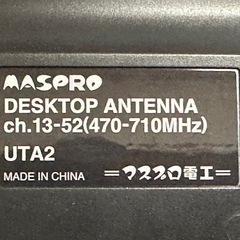 MASPRO
DESKTOP ANTENNA
ch.13-52(470-710MHz)
UTA2
MADE IN CHINA =マスプロ電工=